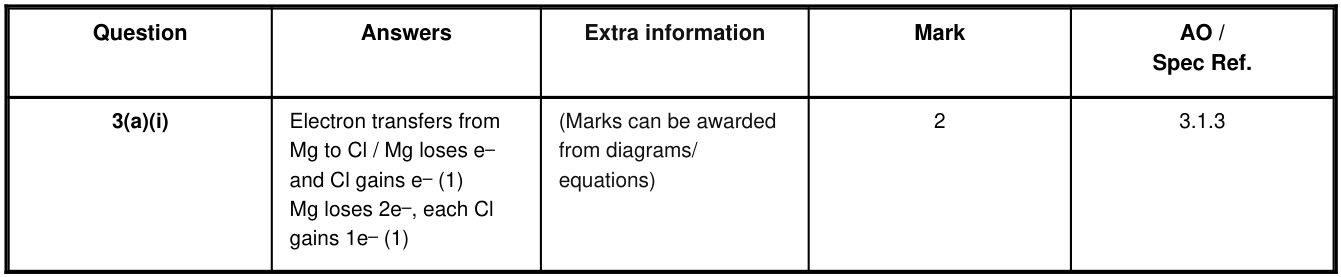 Question Answers Extra information Mark AO /
Spec Ref.
3(a)(i) Electron transfers from (Marks can be awarded 2 3.1.3
Mg to Cl / Mg loses e– from diagrams/
and Cl gains e– (1) equations)
Mg loses 2e–, each Cl
gains 1e– (1)